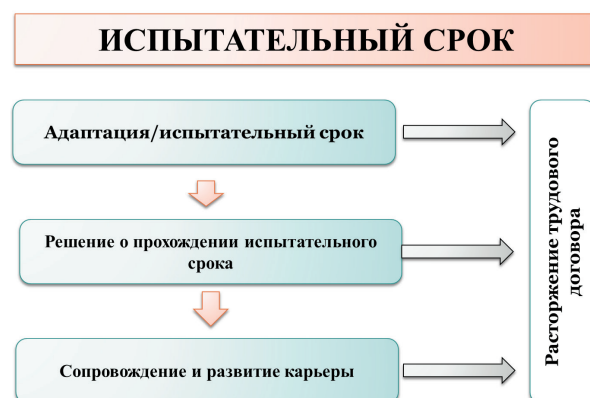 ИСПЫТАТЕЛЬНЫЙ СРОК
Адаптация/испытательный срок
Решение о прохождении испытательного
срока
Сопровождение и развитие карьеры
Расторжение трудового
договора